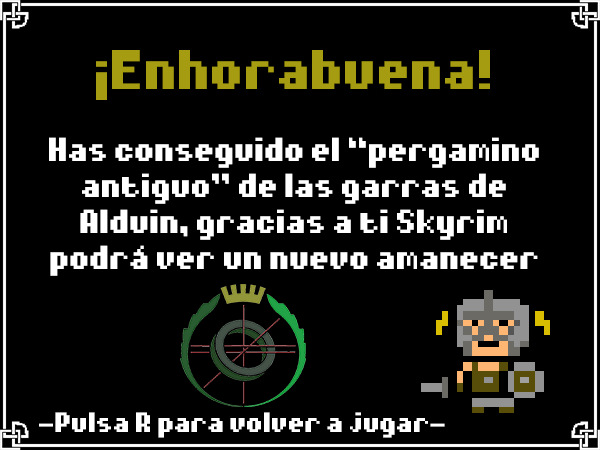 ¡Enhorabuena!
Has conseguido el “pergamino
antiguo” de las garras de
Alduin, gracias a ti Skyrim
podrá ver un nuevo amanecer
-Pulsa R para volver a jugar-